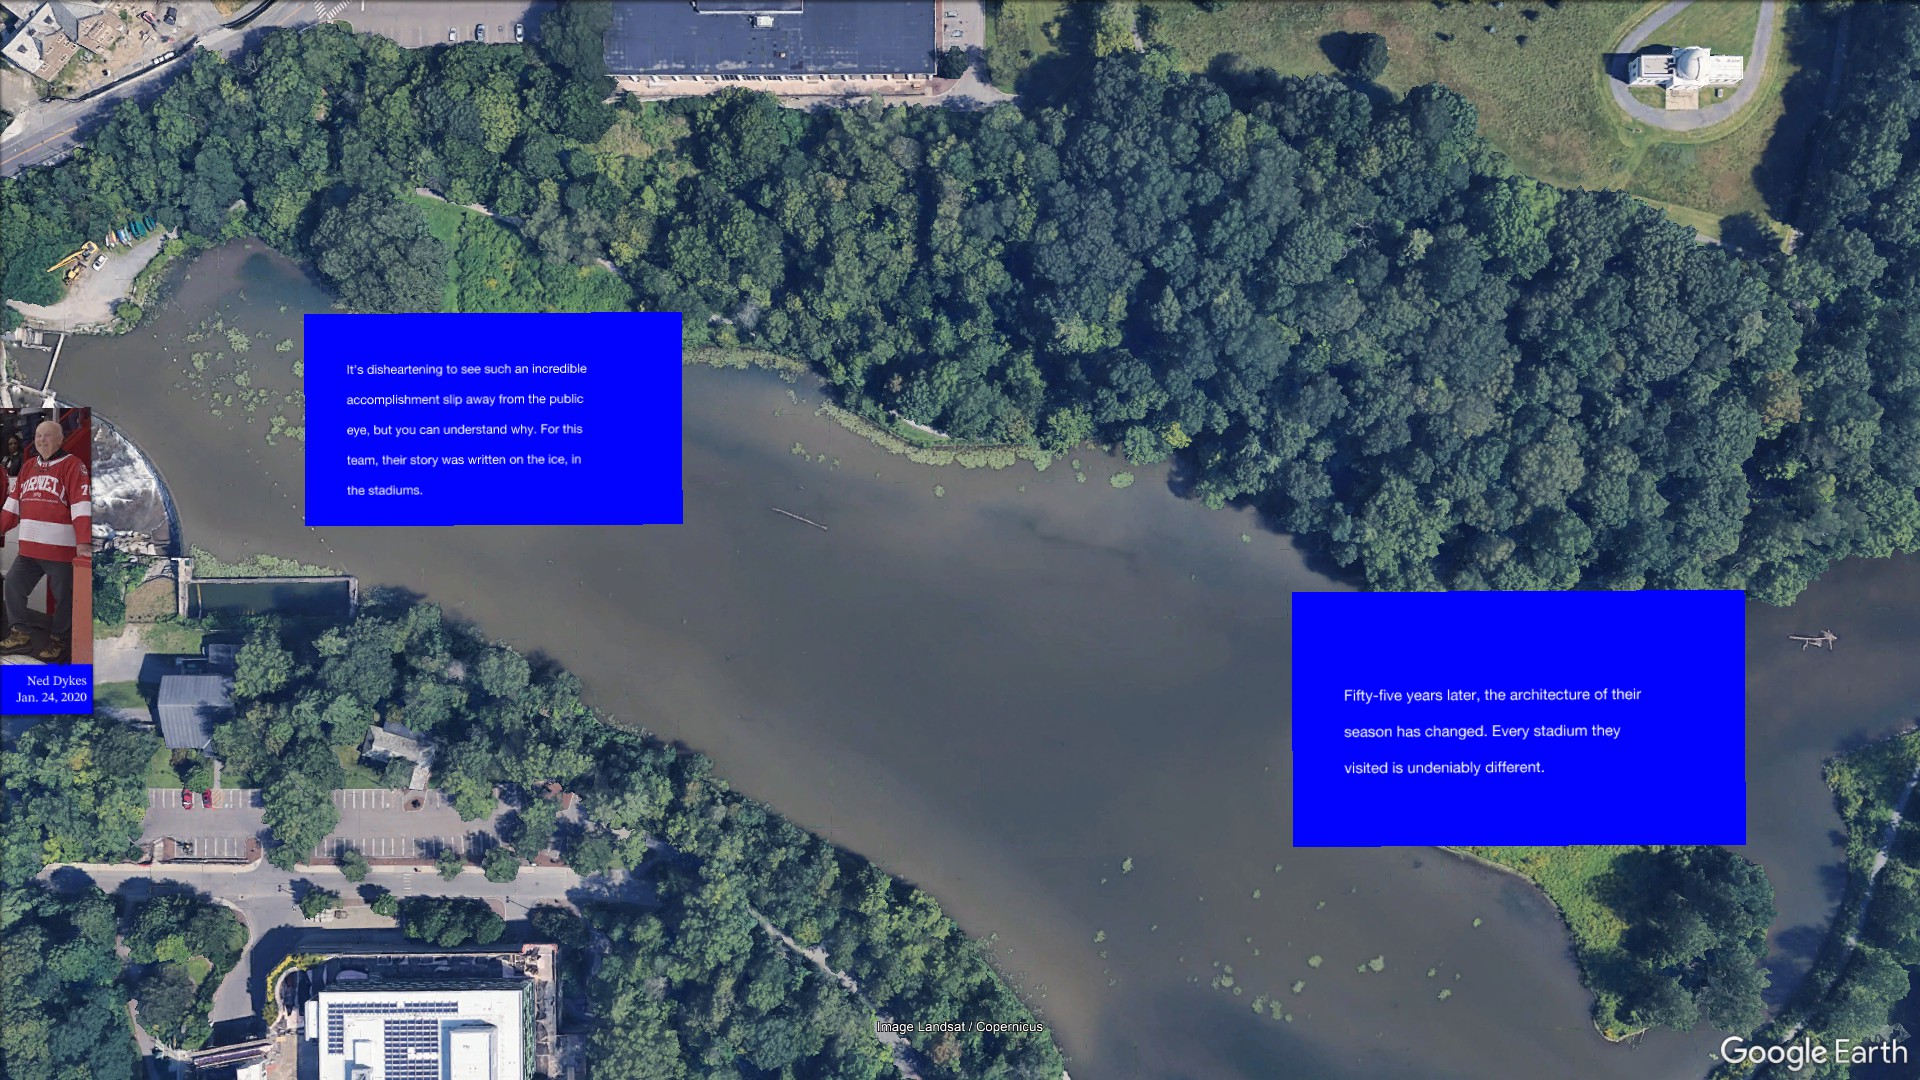 It's disheartening to see such an incredible
accomplishment slip away from the public
eye, but you can understand why. For this
team, their story was written on the ice, in
the stadiums.
CORNELL
Ned Dykes
Jan. 24, 2020
Fifty-five years later, the architecture of their
season has changed. Every stadium they
visited is undeniably different.
Image Landsat / Copernicus
Google Earth